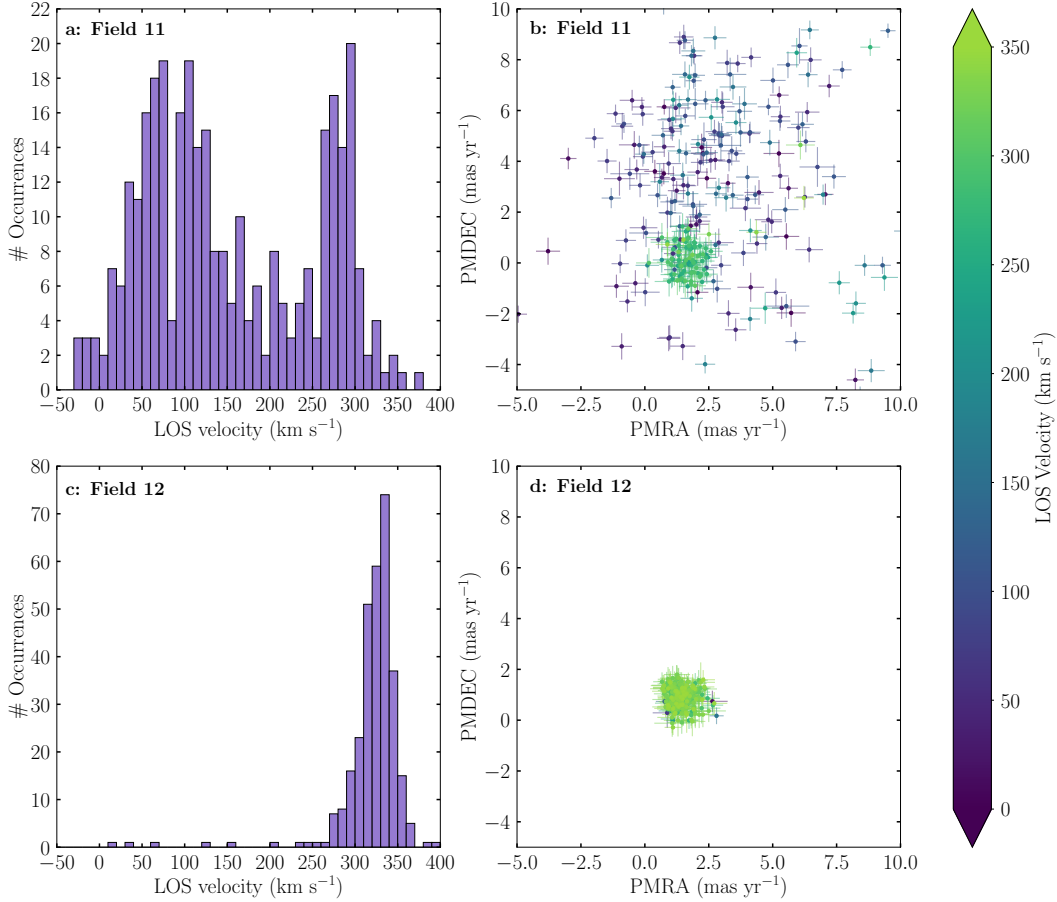 a: Field 11
22
20
18
16
14
12
10
8
6
4
2
0
# Occurrences
−50 0 50 100 150 200 250 300 350 400
LOS velocity (km s⁻¹)
b: Field 11
10
8
6
4
2
0
−2
−4
PMDEC (mas yr⁻¹)
−5.0 −2.5 0.0 2.5 5.0 7.5 10.0
PMRA (mas yr⁻¹)
c: Field 12
80
70
60
50
40
30
20
10
0
# Occurrences
−50 0 50 100 150 200 250 300 350 400
LOS velocity (km s⁻¹)
d: Field 12
10
8
6
4
2
0
−2
−4
PMDEC (mas yr⁻¹)
−5.0 −2.5 0.0 2.5 5.0 7.5 10.0
PMRA (mas yr⁻¹)
350
300
250
200
150
100
50
0
LOS Velocity (km s⁻¹)